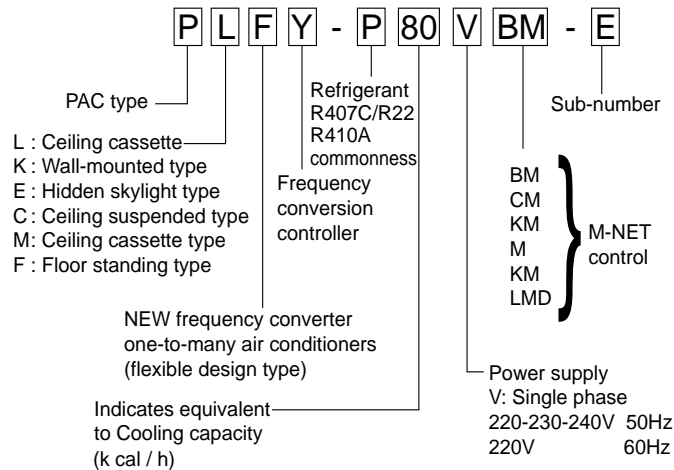 P L F Y - P 80 V BM - E
PAC type
L : Ceiling cassette
K : Wall-mounted type
E : Hidden skylight type
C : Ceiling suspended type
M : Ceiling cassette type
F : Floor standing type
Refrigerant
R407C/R22
R410A
commonness
Frequency
conversion
controller
Sub-number
BM
CM
KM
M
KM
LMD
M-NET
control
NEW frequency converter
one-to-many air conditioners
(flexible design type)
Indicates equivalent
to Cooling capacity
(k cal / h)
Power supply
V: Single phase
220-230-240V 50Hz
220V 60Hz